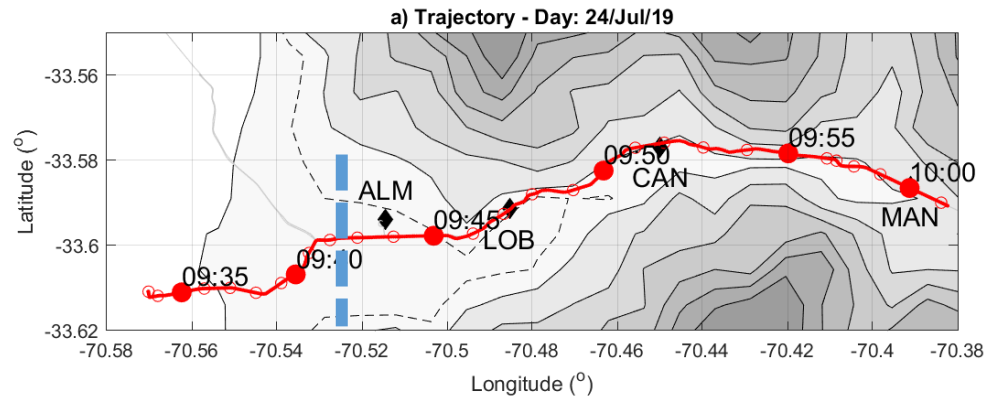 a) Trajectory - Day: 24/Jul/19
-33.56
-33.58
-33.6
-33.62
Latitude (°)
09:55
09:50
CAN
10:00
ALM
MAN
09:45
LOB
09:40
09:35
-70.58 -70.56 -70.54 -70.52 -70.5 -70.48 -70.46 -70.44 -70.42 -70.4 -70.38
Longitude (°)